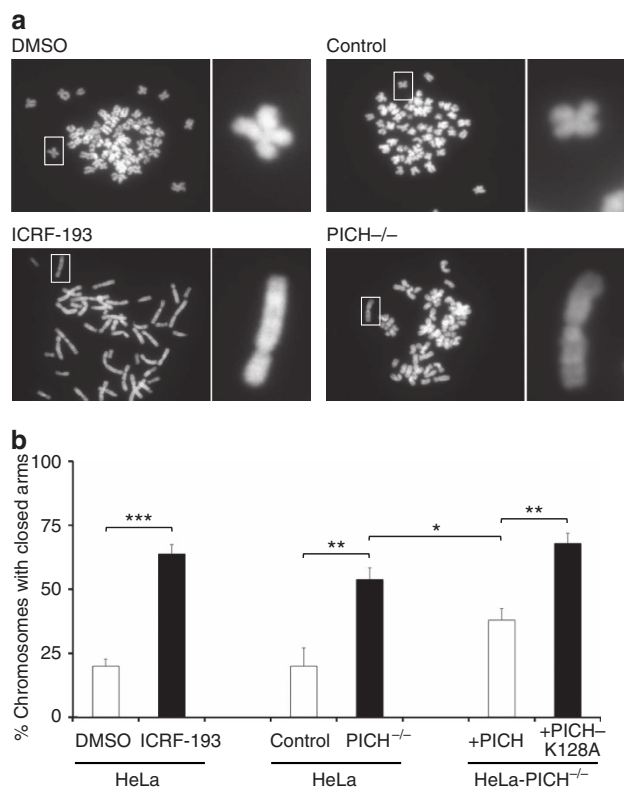 a
DMSO
Control
ICRF-193
PICH–/–
b
% Chromosomes with closed arms
100
75
50
25
0
***
**
*
**
DMSO ICRF-193 Control PICH–/– +PICH +PICH–K128A
HeLa HeLa HeLa-PICH–/–